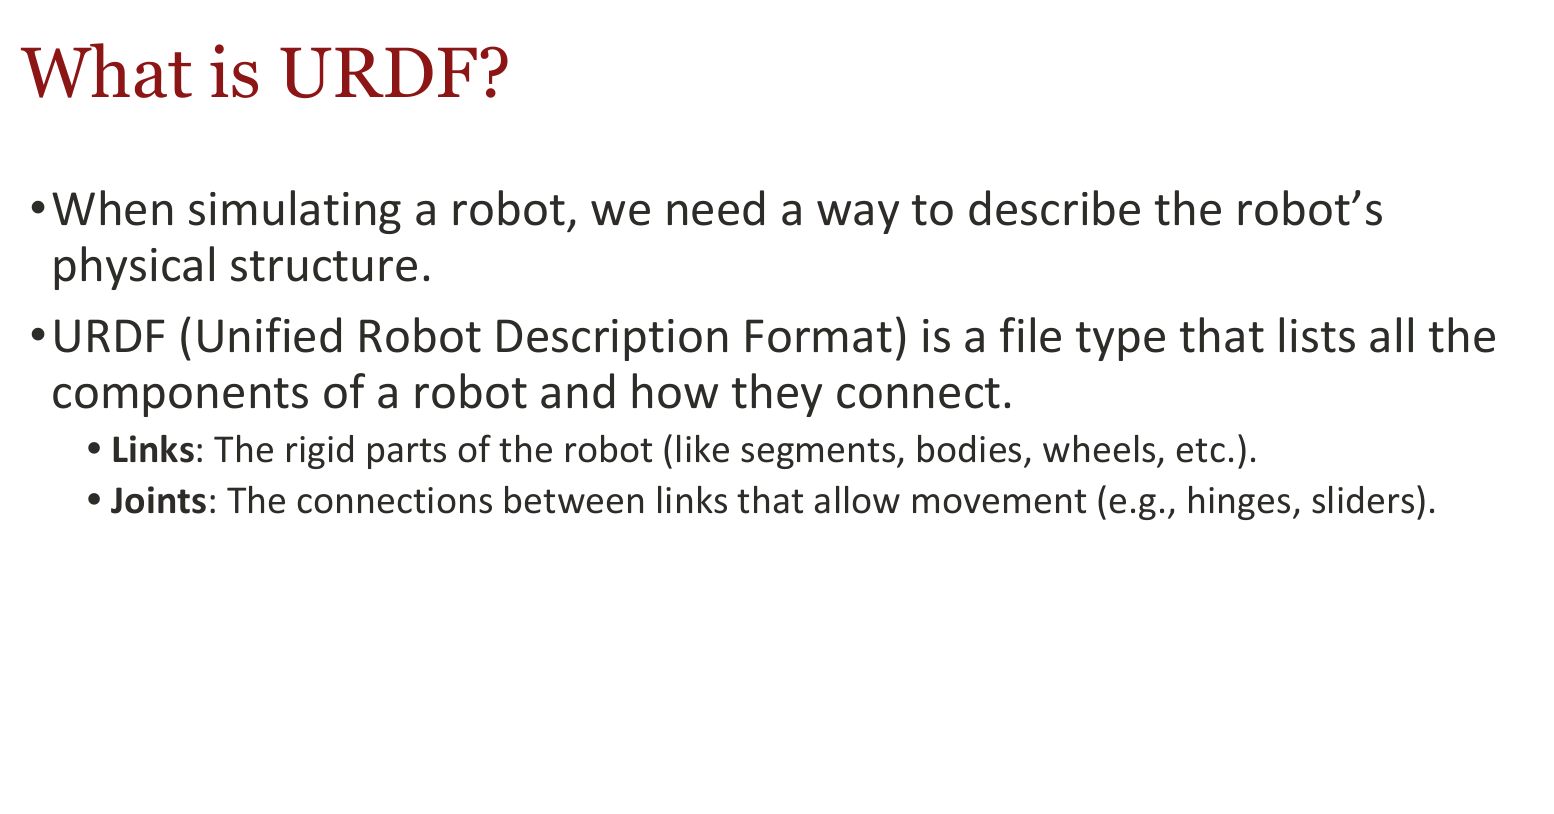 What is URDF?
•When simulating a robot, we need a way to describe the robot’s
physical structure.
•URDF (Unified Robot Description Format) is a file type that lists all the
components of a robot and how they connect.
• Links: The rigid parts of the robot (like segments, bodies, wheels, etc.).
• Joints: The connections between links that allow movement (e.g., hinges, sliders).